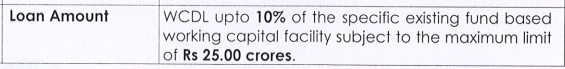 Loan Amount
WCDL upto 10% of the specific existing fund based
working capital facility subject to the maximum limit
of Rs 25.00 crores.